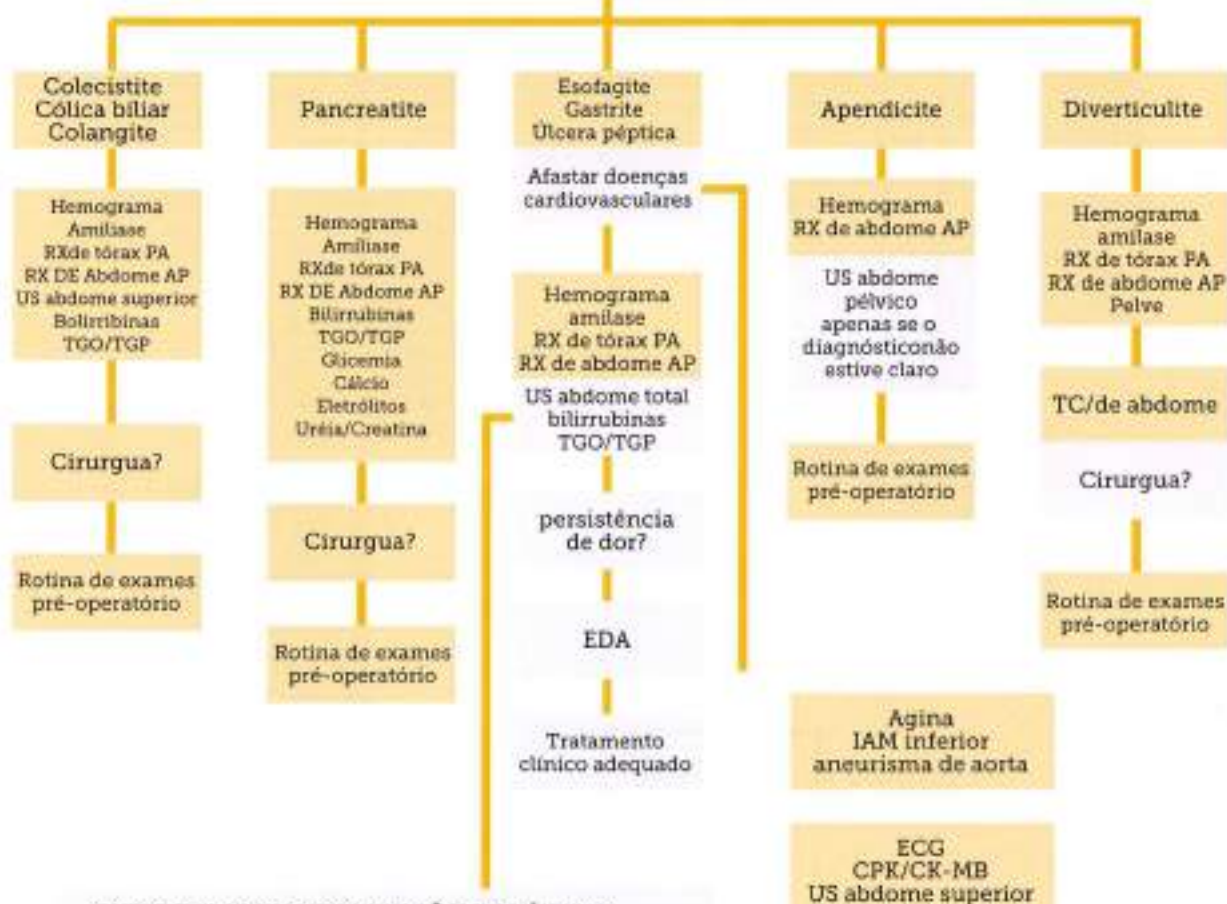 Colecistite
Cólica bíliar
Colangite
Hemograma
Amíliase
RXde tórax PA
RX DE Abdome AP
US abdome superior
Bolirribinas
TGO/TGP
Cirurgua?
Rotina de exames
pré-operatório
Pancreatite
Hemograma
Amíliase
RXde tórax PA
RX DE Abdome AP
Bilirrubinas
TGO/TGP
Glicemia
Cálcio
Eletrólitos
Uréia/Creatina
Cirurgua?
Rotina de exames
pré-operatório
Esofagite
Gastrite
Úlcera péptica
Afastar doenças
cardiovasculares
Hemograma
amilase
RX de tórax PA
RX de abdome AP
US abdome total
bilirrubinas
TGO/TGP
persistência
de dor?
EDA
Tratamento
clínico adequado
Apendicite
Hemograma
RX de abdome AP
US abdome
pélvico
apenas se o
diagnósticonão
estive claro
Rotina de exames
pré-operatório
Diverticulite
Hemograma
amilase
RX de tórax PA
RX de abdome AP
Pelve
TC/de abdome
Cirurgua?
Rotina de exames
pré-operatório
Agina
IAM inferior
aneurisma de aorta
ECG
CPK/CK-MB
US abdome superior